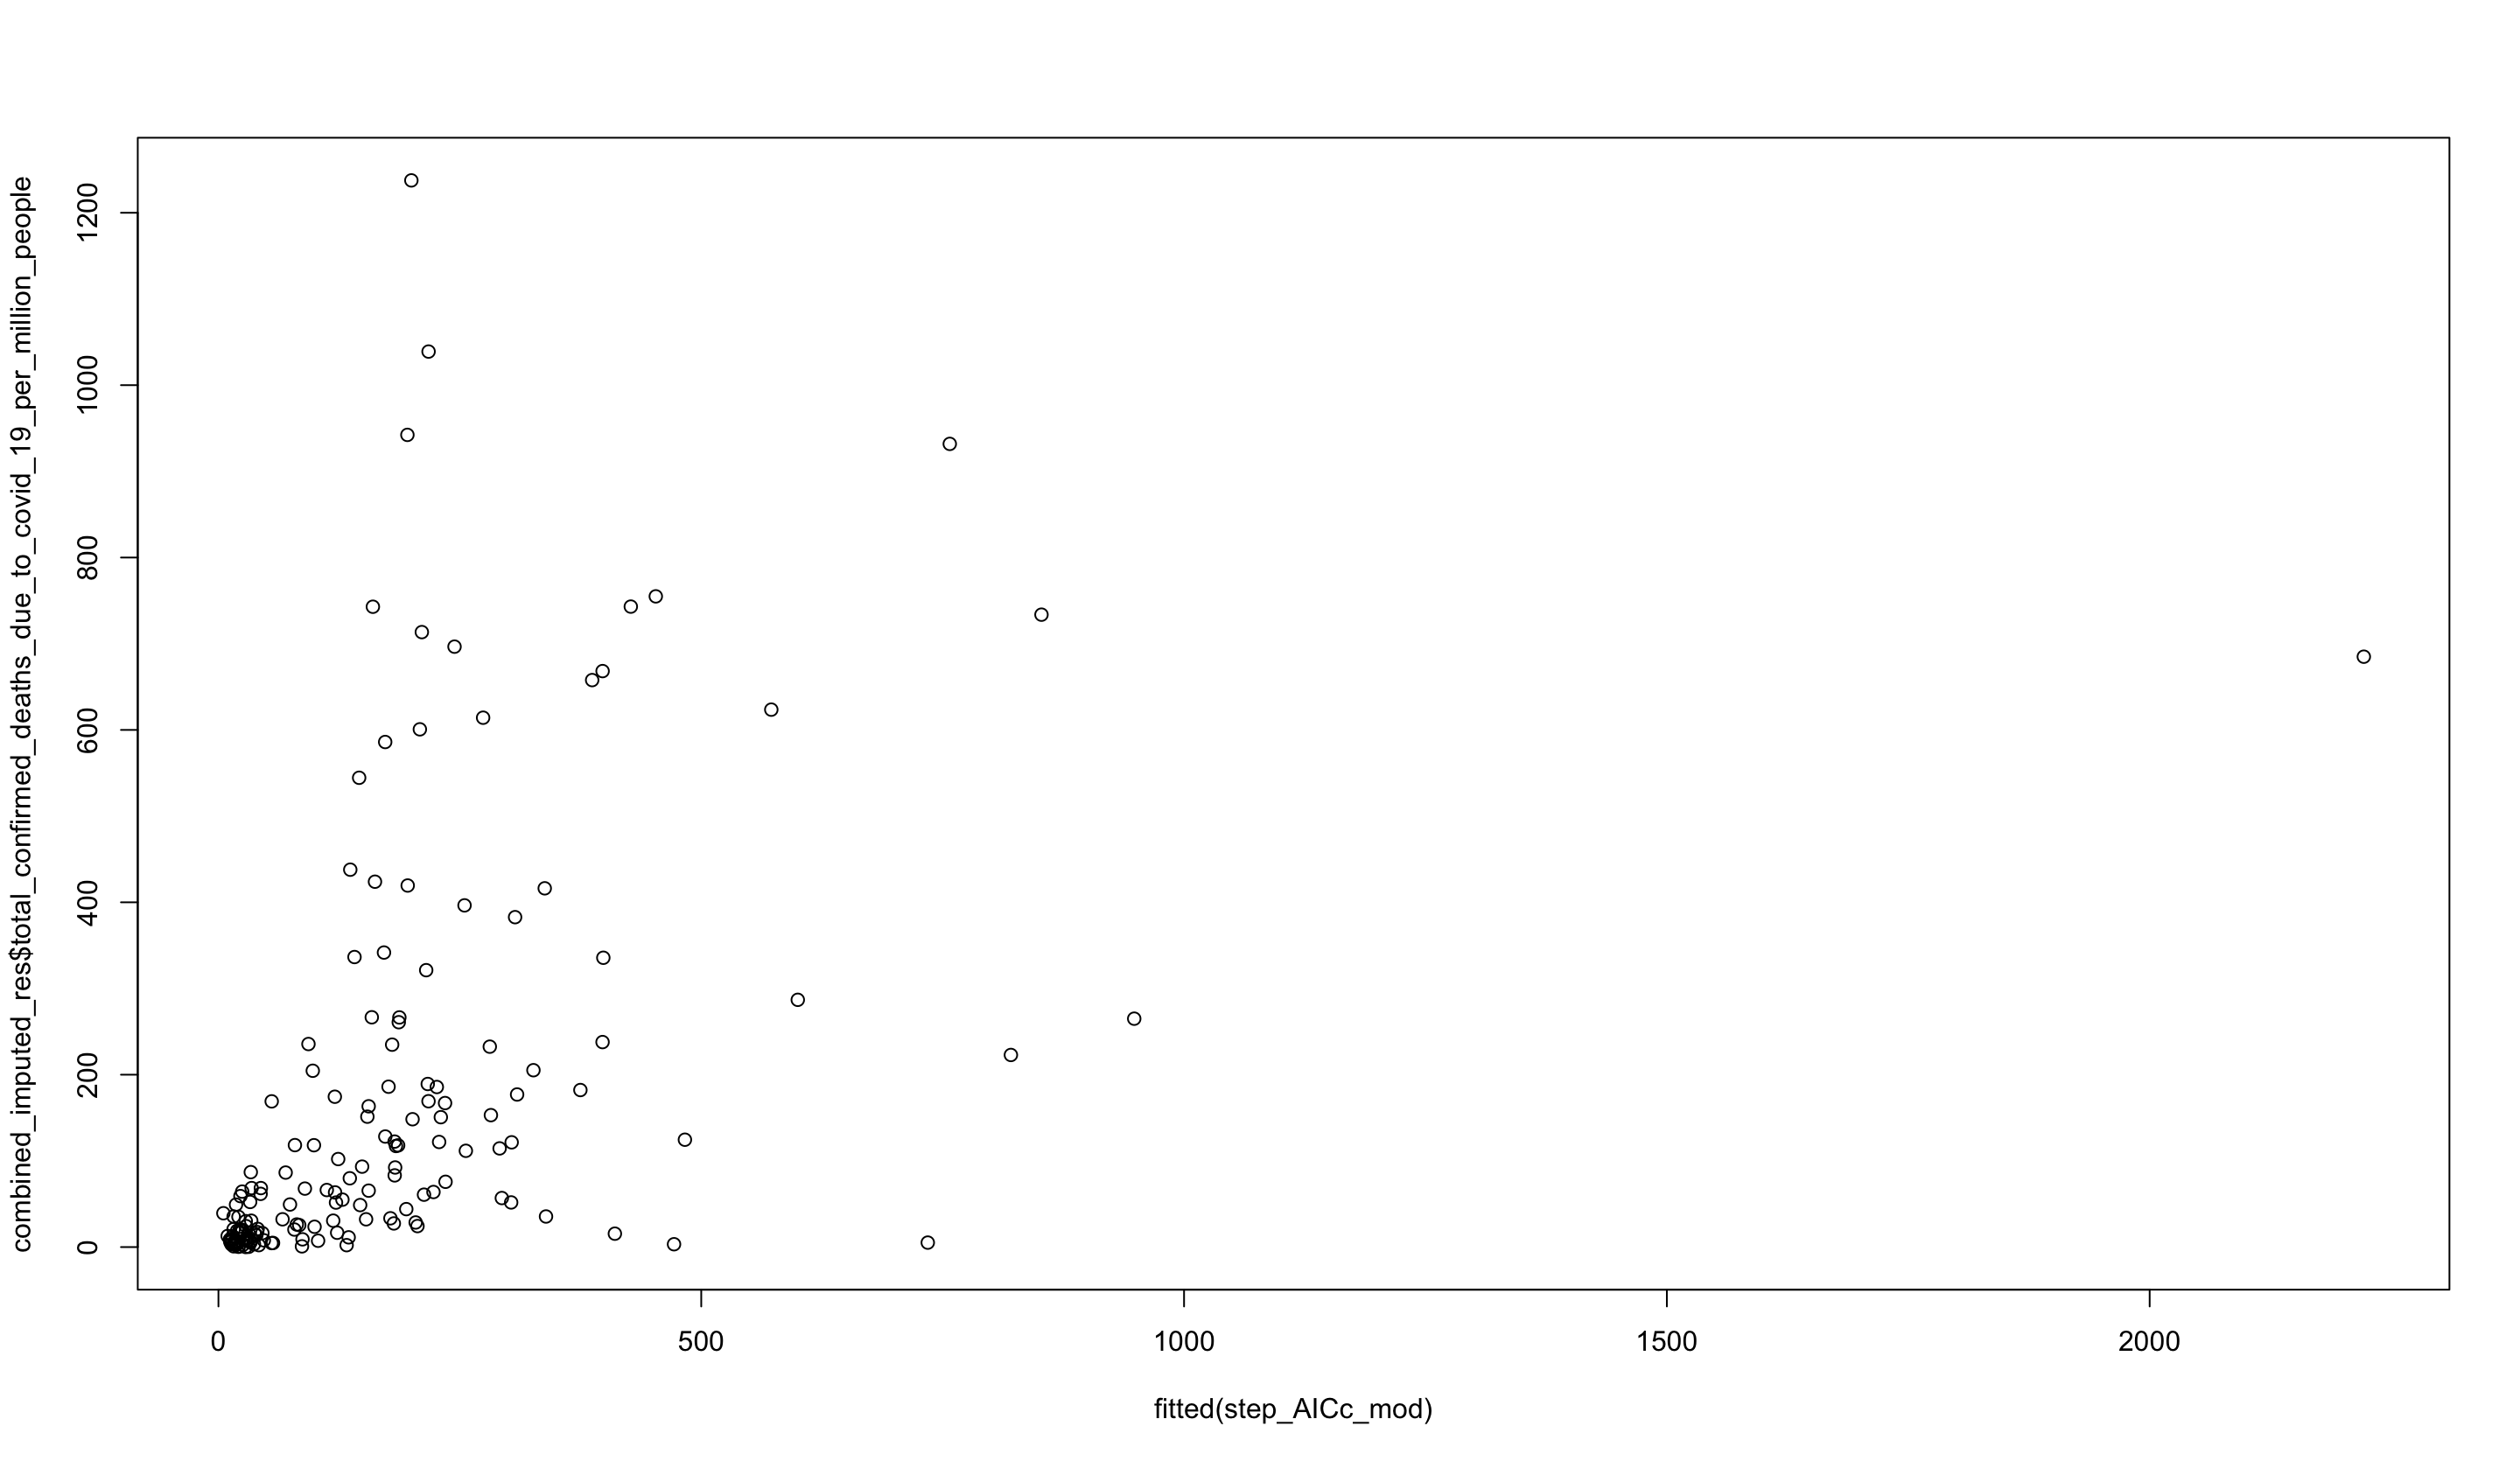 combined_imputed_res$total_confirmed_deaths_due_to_covid_19_per_million_people
1200
1000
800
600
400
200
0
0 500 1000 1500 2000
fitted(step_AICc_mod)